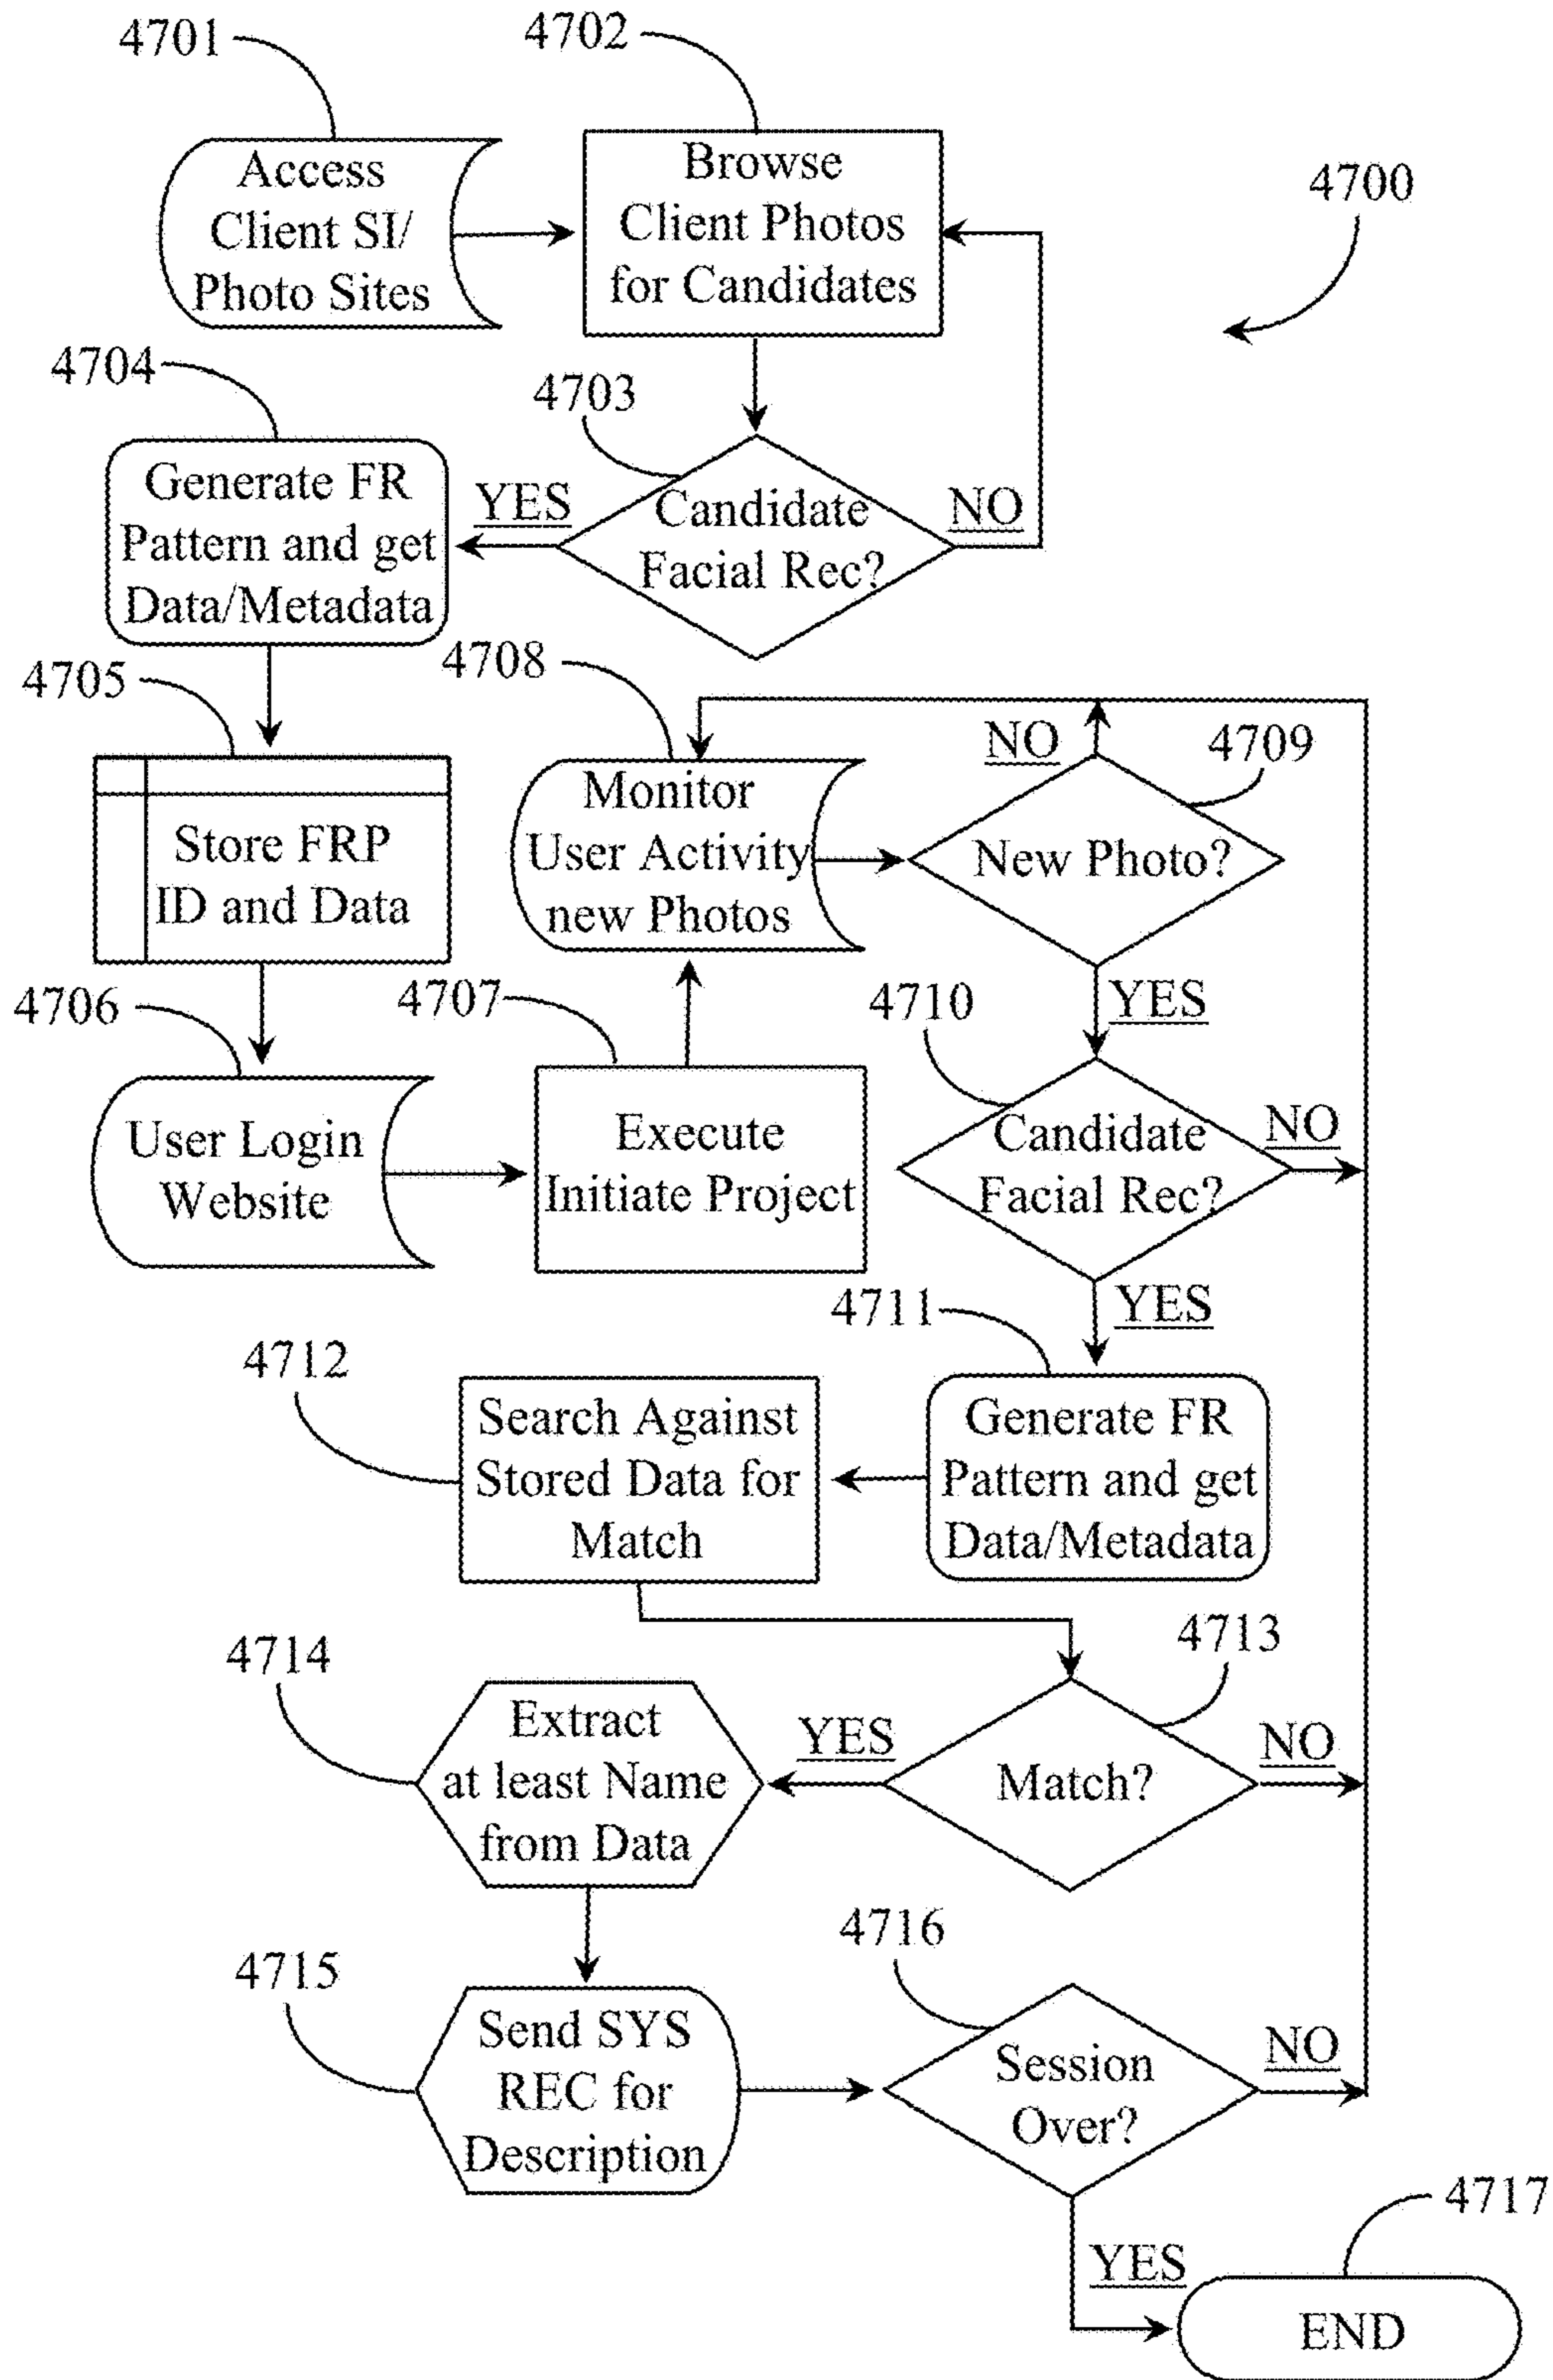 4701
4702
Access
Client SI/
Photo Sites
Browse
Client Photos
for Candidates
4700
4704
4703
Generate FR
Pattern and get
Data/Metadata
YES
Candidate
Facial Rec?
NO
4705
4708
Store FRP
ID and Data
Monitor
User Activity
new Photos
NO
4709
New Photo?
YES
4706
4707
4710
User Login
Website
Execute
Initiate Project
Candidate
Facial Rec?
NO
YES
4711
4712
Search Against
Stored Data for
Match
Generate FR
Pattern and get
Data/Metadata
4713
4714
Extract
at least Name
from Data
YES
Match?
NO
4716
4715
Send SYS
REC for
Description
Session
Over?
NO
YES
4717
END